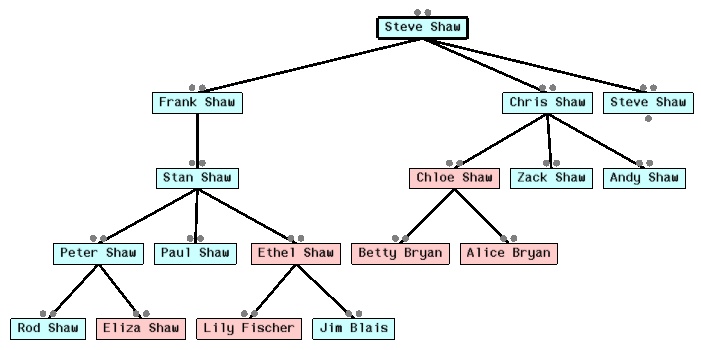 Steve Shaw
Frank Shaw
Chris Shaw
Steve Shaw
Stan Shaw
Chloe Shaw
Zack Shaw
Andy Shaw
Peter Shaw
Paul Shaw
Ethel Shaw
Betty Bryan
Alice Bryan
Rod Shaw
Eliza Shaw
Lily Fischer
Jim Blais